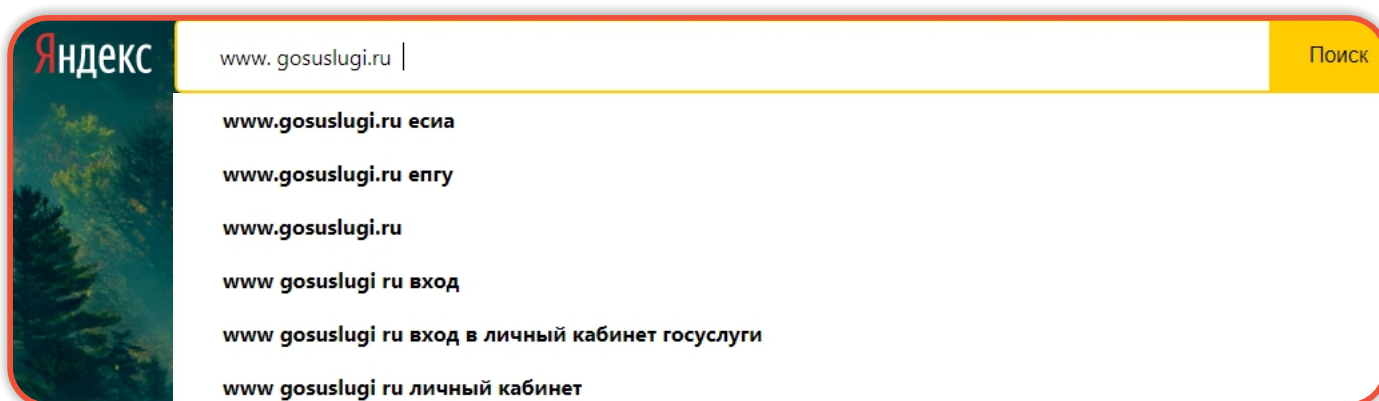 Яндекс
www. gosuslugi.ru
Поиск
www.gosuslugi.ru есиа
www.gosuslugi.ru епгу
www.gosuslugi.ru
www gosuslugi ru вход
www gosuslugi ru вход в личный кабинет госуслуги
www gosuslugi ru личный кабинет